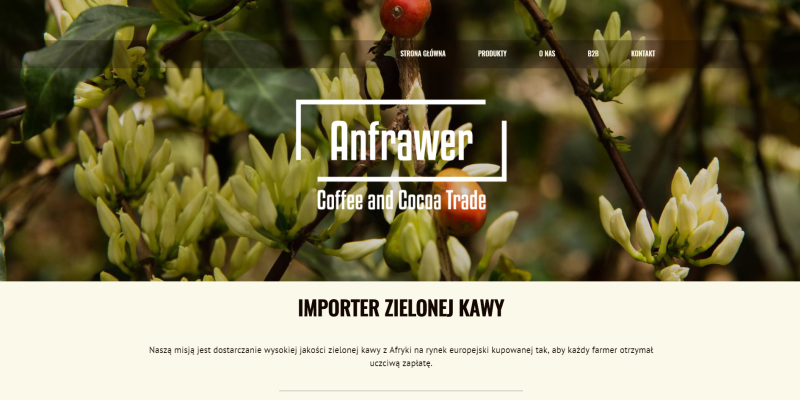 STRONA GŁÓWNA PRODUKTY O NAS B2B KONTAKT
Anfrawer
Coffee and Cocoa Trade
IMPORTER ZIELONEJ KAWY
Naszą misją jest dostarczanie wysokiej jakości zielonej kawy z Afryki na rynek europejski kupowanej tak, aby każdy farmer otrzymał
uczciwą zapłatę.